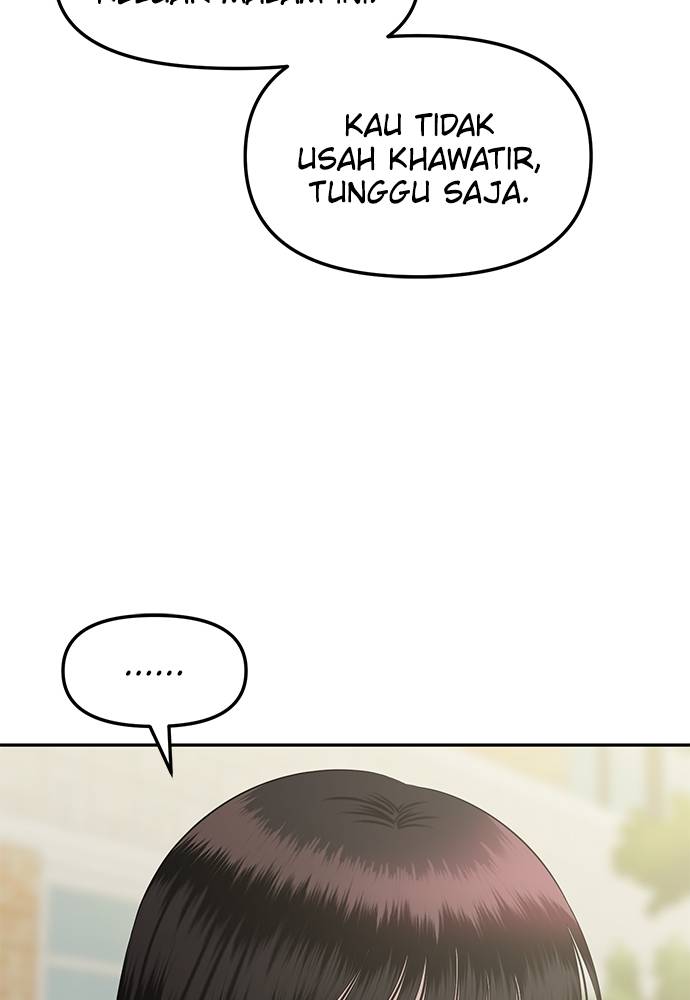 KAU TIDAK
USAH KHAWATIR,
TUNGGU SAJA.
......